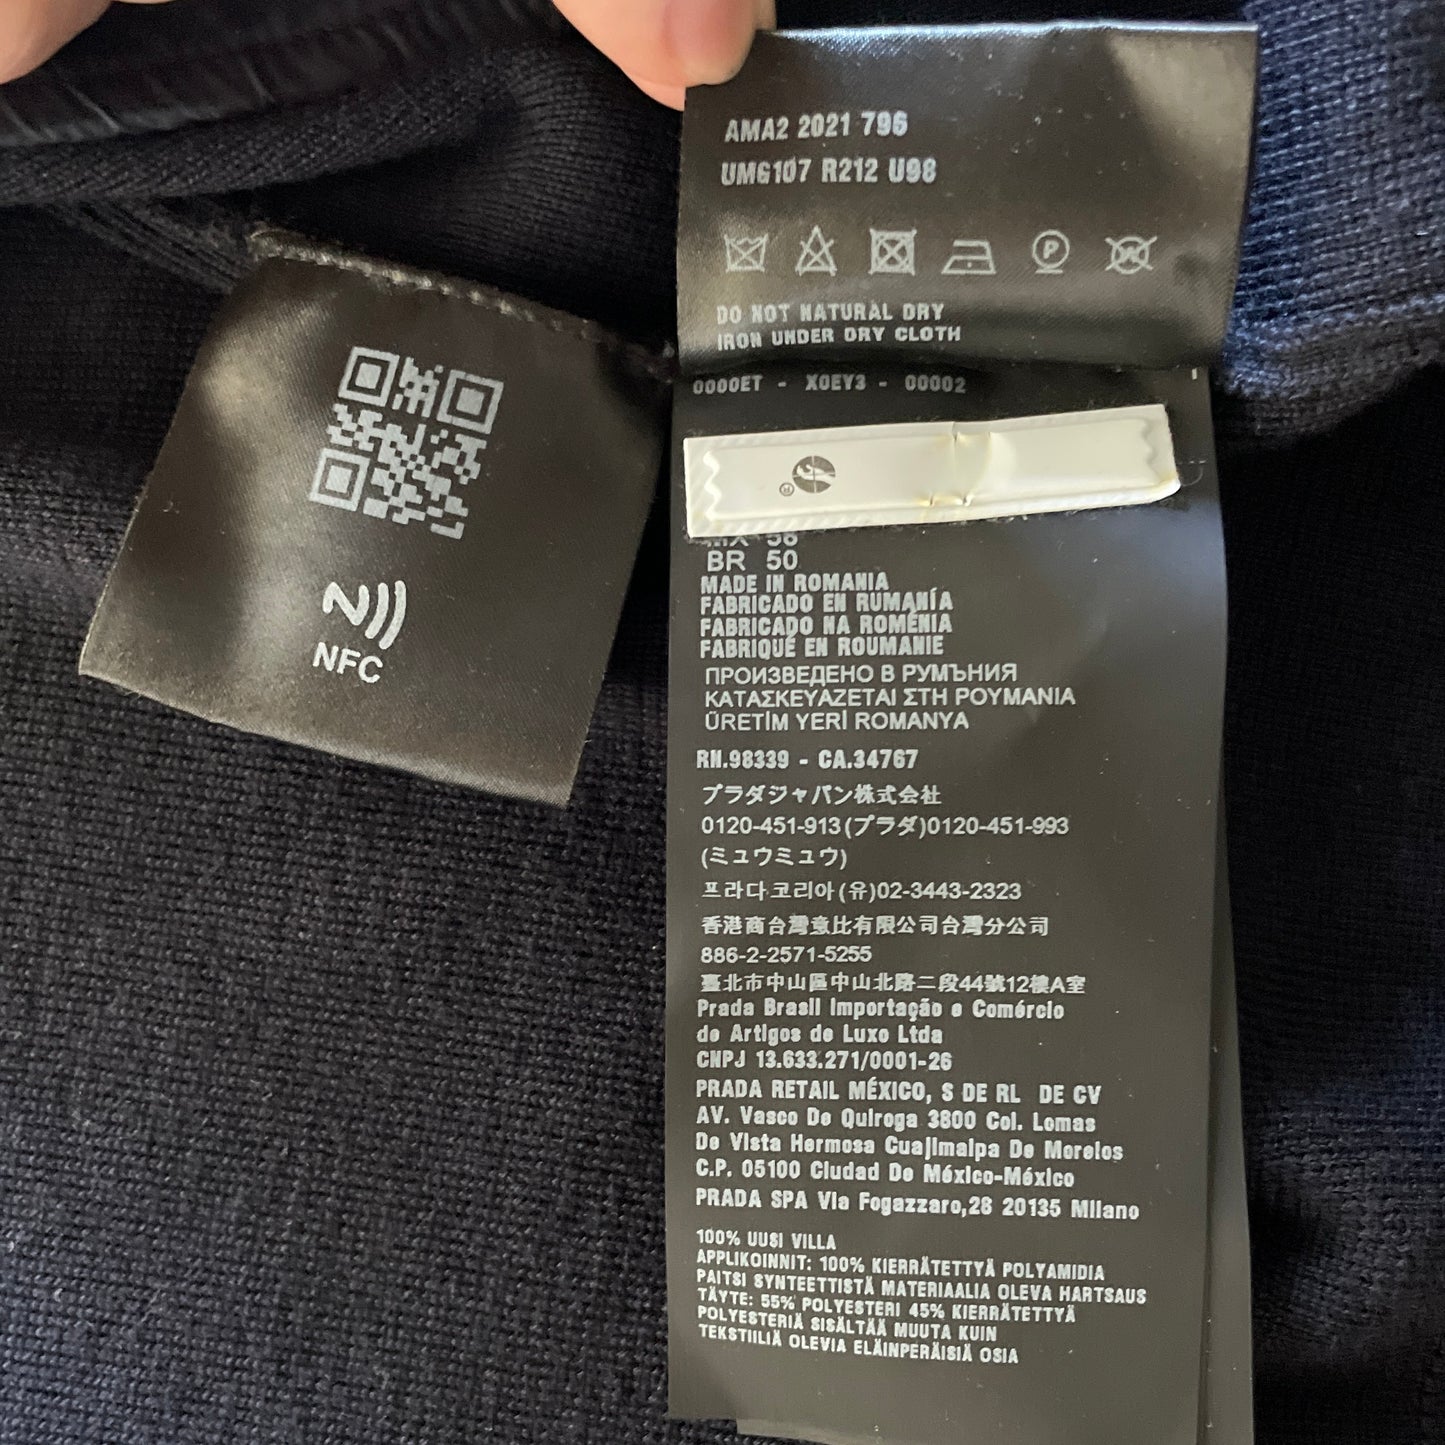 AMA2 2021 796
UM6107 R212 U98
P
DO NOT NATURAL DRY
IRON UNDER DRY CLOTH
0000ET - X0EY3 - 00002
®
BR 50
MADE IN ROMANIA
FABRICADO EN RUMANÍA
FABRICADO NA ROMÊNIA
FABRIQUÉ EN ROUMANIE
ПРОИЗВЕДЕНО В РУМЪНИЯ
ΚΑΤΑΣΚΕΥΑΖΕΤΑΙ ΣΤΗ ΡΟΥΜΑΝΙΑ
ÜRETİM YERİ ROMANYA
RN.98339 - CA.34767
プラダジャパン株式会社
0120-451-913(プラダ)0120-451-993
(ミュウミュウ)
프라다코리아(유)02-3443-2323
香港商台灣意比有限公司台灣分公司
886-2-2571-5255
臺北市中山區中山北路二段44號12樓A室
Prada Brasil Importação e Comércio
de Artigos de Luxo Ltda
CNPJ 13.633.271/0001-26
PRADA RETAIL MÉXICO, S DE RL DE CV
AV. Vasco De Quiroga 3800 Col. Lomas
De Vista Hermosa Cuajimalpa De Morelos
C.P. 05100 Ciudad De México-México
PRADA SPA Via Fogazzaro,28 20135 Milano
100% UUSI VILLA
APPLIKOINNIT: 100% KIERRÄTETTYÄ POLYAMIDIA
PAITSI SYNTEETTISTÄ MATERIAALIA OLEVA HARTSAUS
TÄYTE: 55% POLYESTERI 45% KIERRÄTETTYÄ
POLYESTERIÄ SISÄLTÄÄ MUUTA KUIN
TEKSTIILIÄ OLEVIA ELÄINPERÄISIÄ OSIA
NFC